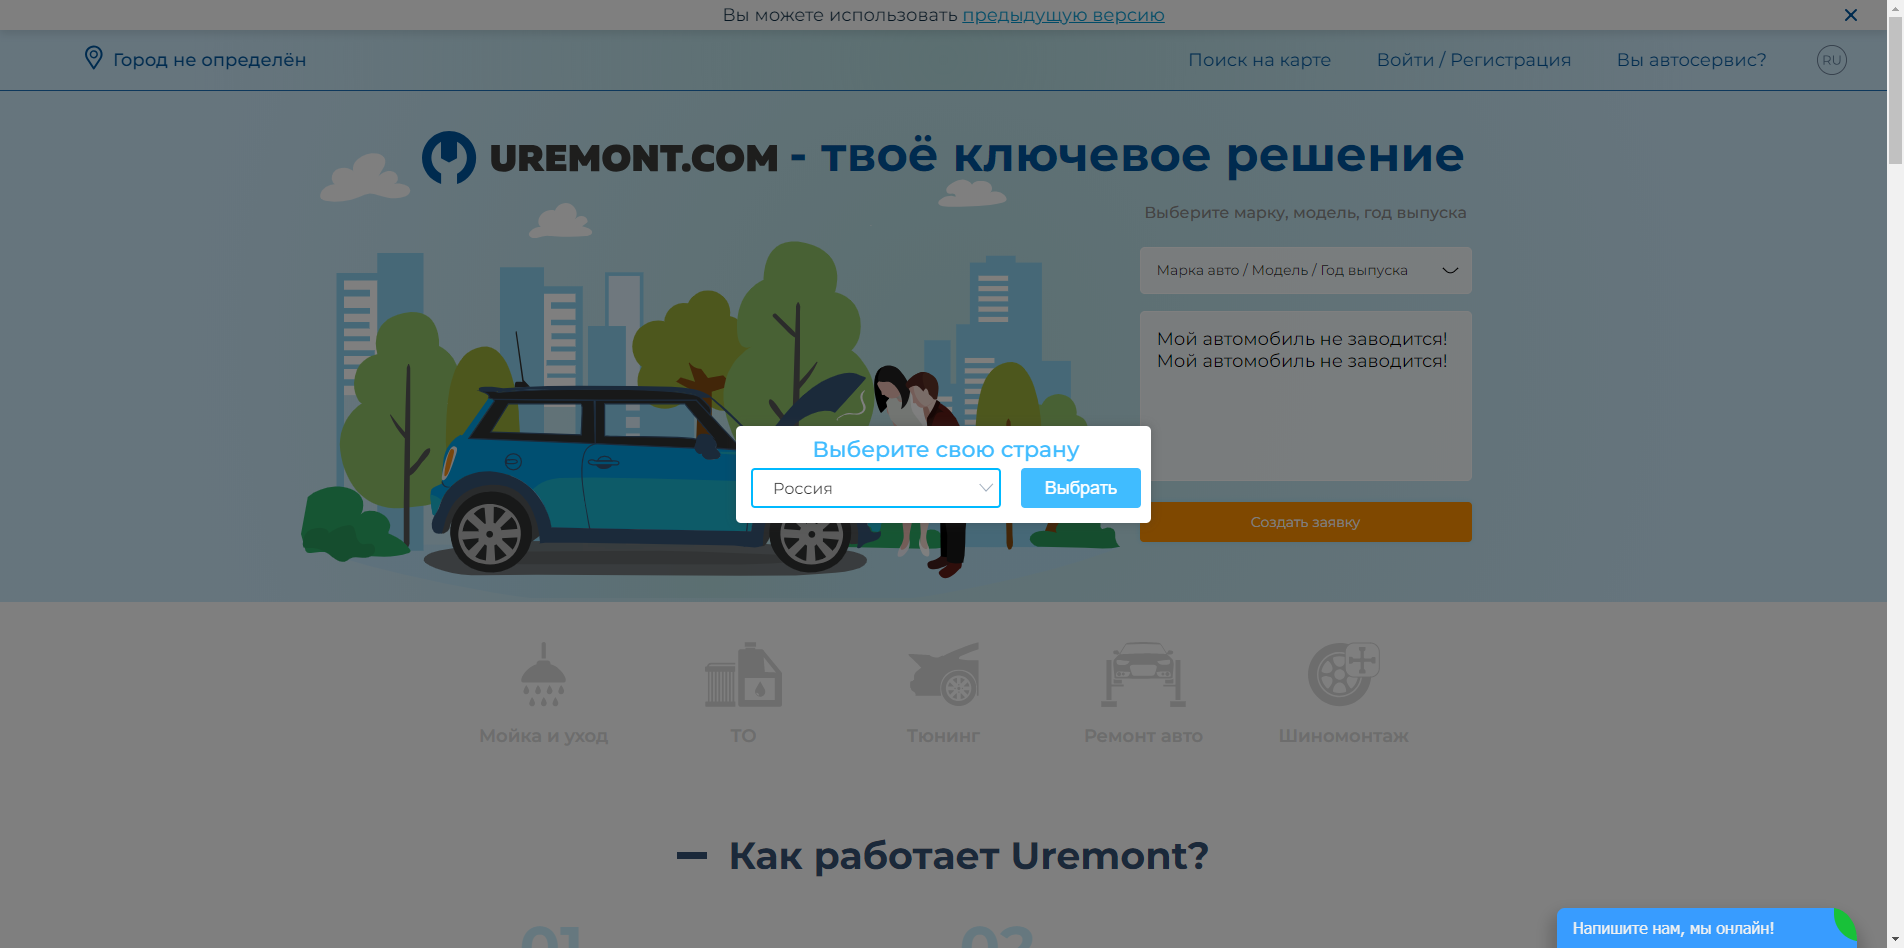 Вы можете использовать предыдущую версию
Город не определён
Поиск на карте
Войти / Регистрация
Вы автосервис?
RU
UREMONT.COM - твоё ключевое решение
Выберите марку, модель, год выпуска
Марка авто / Модель / Год выпуска
Мой автомобиль не заводится!
Мой автомобиль не заводится!
Выберите свою страну
Россия
Выбрать
Создать заявку
Мойка и уход
ТО
Тюнинг
Ремонт авто
Шиномонтаж
Как работает Uremont?
01
02
Напишите нам, мы онлайн!